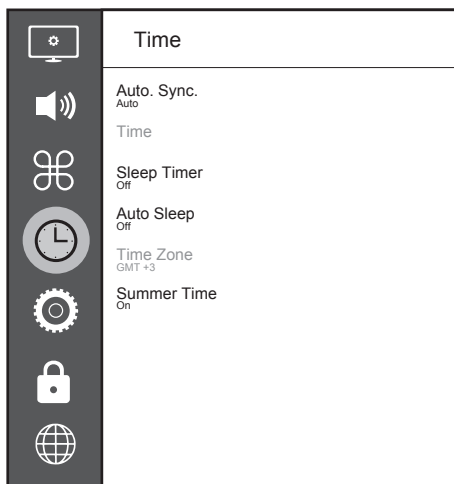 Time
Auto. Sync.
Auto
Time
Sleep Timer
Off
Auto Sleep
Off
Time Zone
GMT +3
Summer Time
On